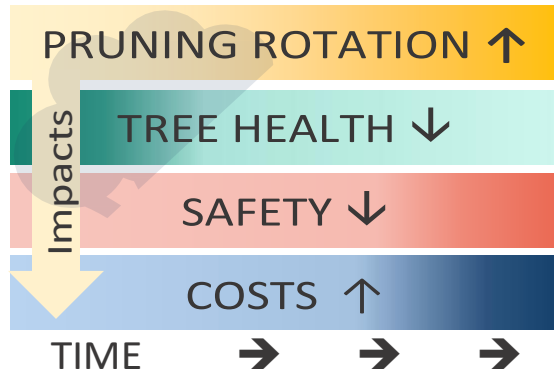 PRUNING ROTATION ↑
TREE HEALTH ↓
Impacts
SAFETY ↓
COSTS ↑
TIME → → →